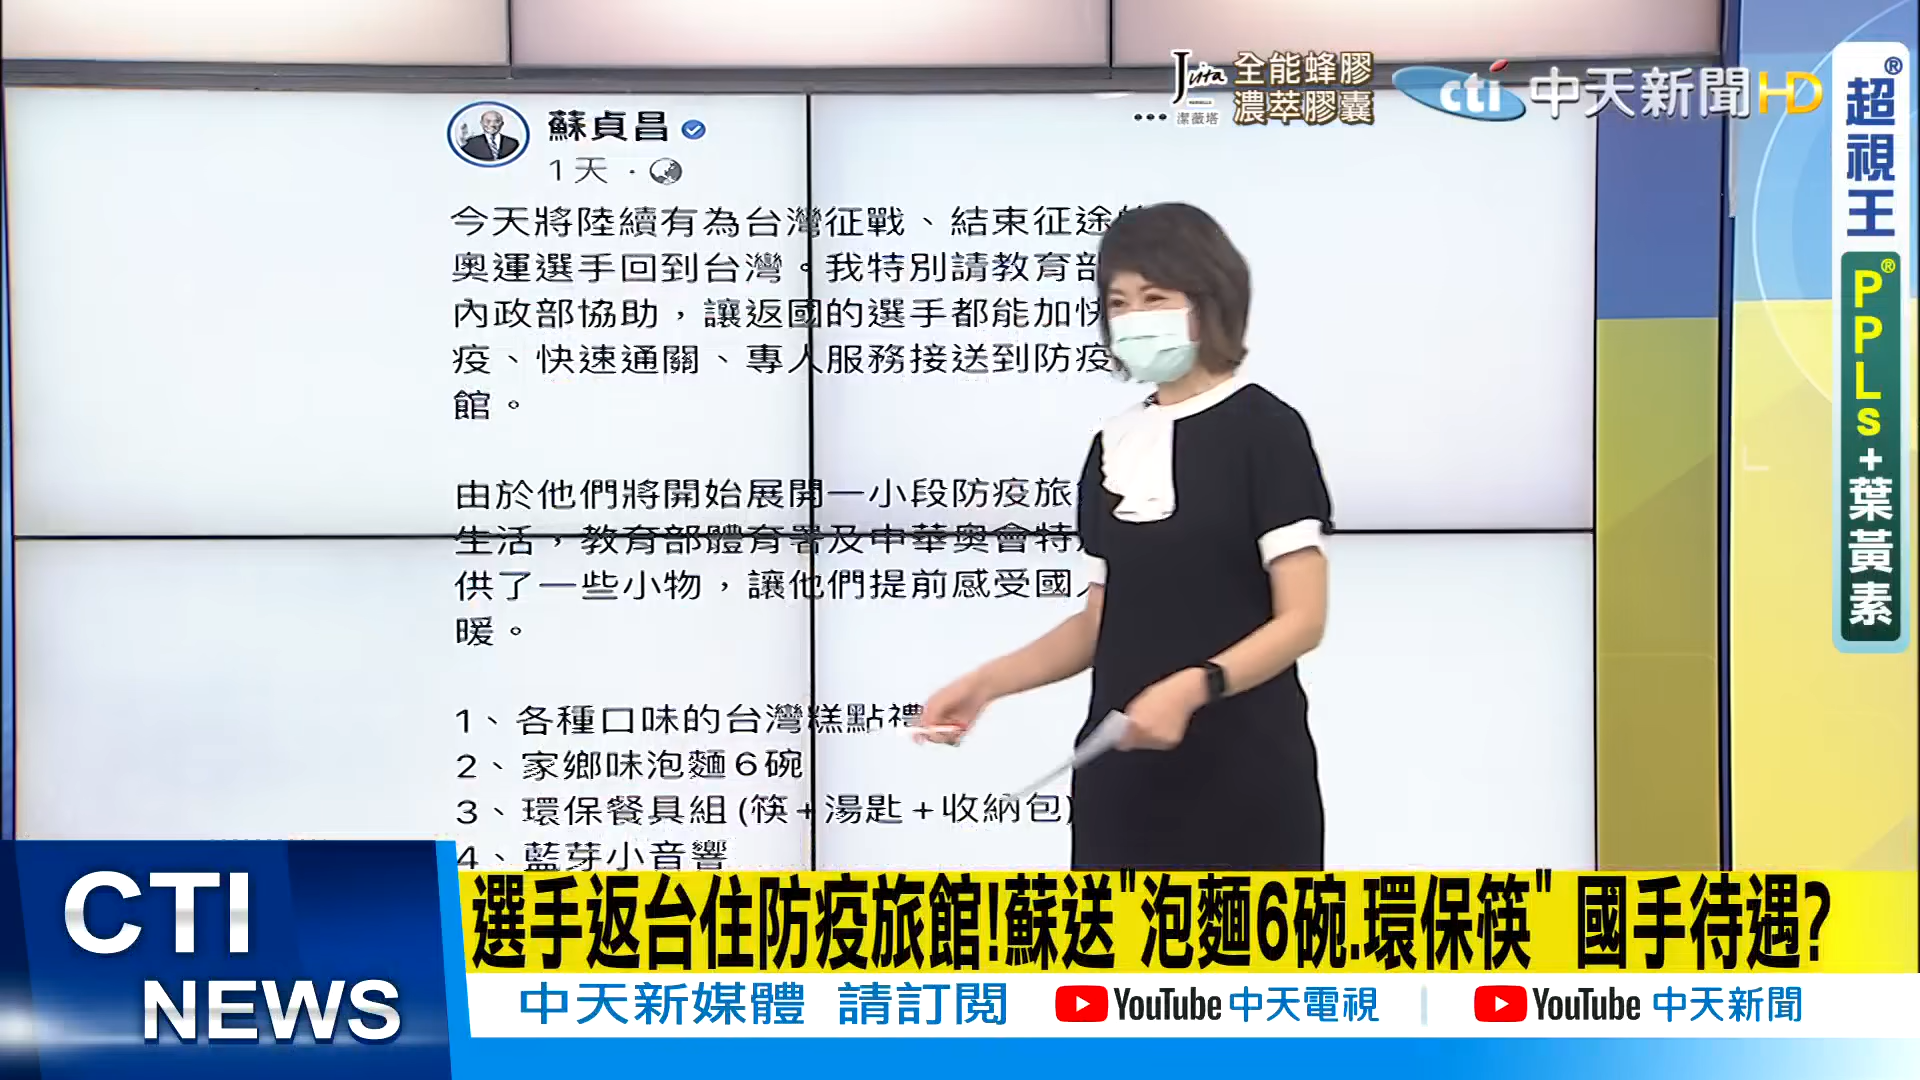 Jvita
全能蜂膠
濃萃膠囊
潔薇塔
cti 中天新聞HD
超視王®
PPLs®+葉黃素
蘇貞昌
1天 ·
今天將陸續有為台灣征戰、結束征途
奧運選手回到台灣。我特別請教育部
內政部協助，讓返國的選手都能加快
疫、快速通關、專人服務接送到防疫
館。
由於他們將開始展開一小段防疫旅
生活，教育部體育署及中華奧會特
供了一些小物，讓他們提前感受國
暖。
1、各種口味的台灣糕點禮
2、家鄉味泡麵6碗
3、環保餐具組(筷+湯匙+收納包)
4、藍芽小音響
CTI NEWS
選手返台住防疫旅館!蘇送"泡麵6碗.環保筷" 國手待遇?
中天新媒體 請訂閱 YouTube 中天電視 YouTube 中天新聞